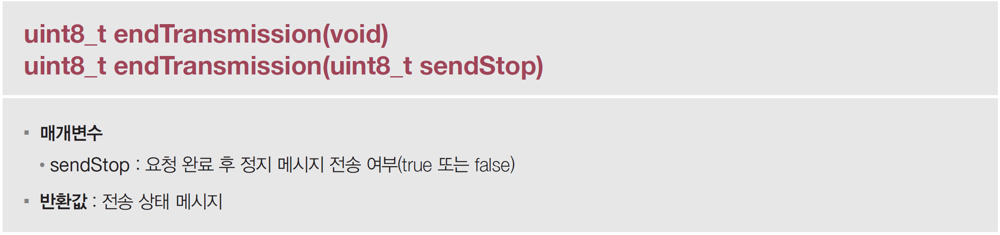 uint8_t endTransmission(void)
uint8_t endTransmission(uint8_t sendStop)
▪ 매개변수
• sendStop : 요청 완료 후 정지 메시지 전송 여부(true 또는 false)
▪ 반환값 : 전송 상태 메시지